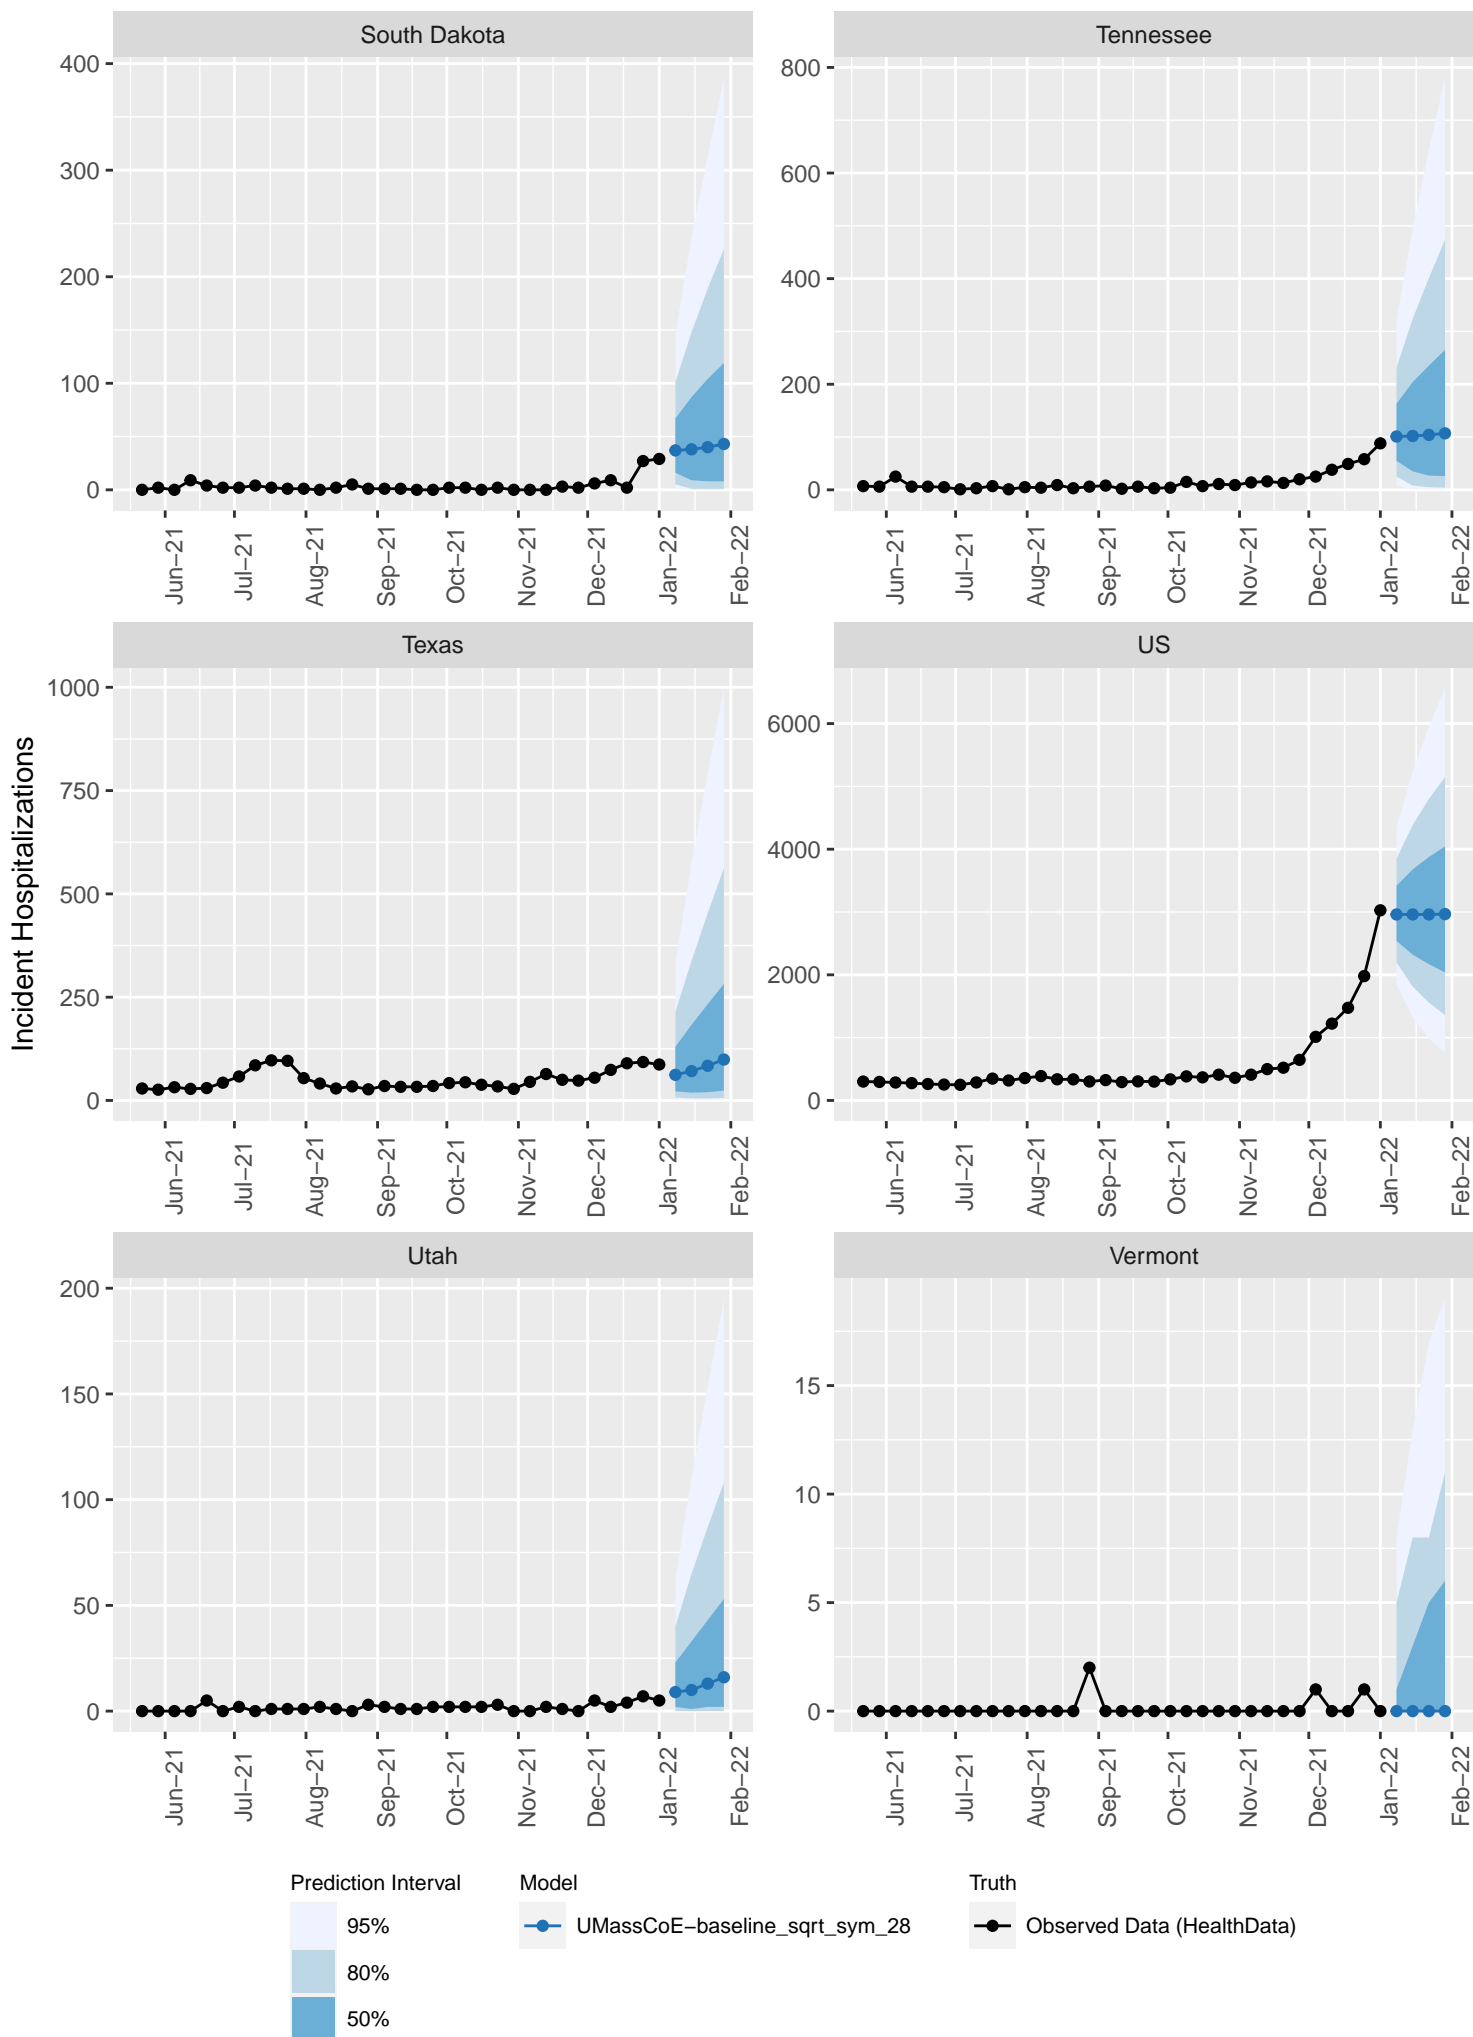 South Dakota
Tennessee
400
300
200
100
0
800
600
400
200
0
Jun−21 Jul−21 Aug−21 Sep−21 Oct−21 Nov−21 Dec−21 Jan−22 Feb−22
Jun−21 Jul−21 Aug−21 Sep−21 Oct−21 Nov−21 Dec−21 Jan−22 Feb−22
Incident Hospitalizations
Texas
US
1000
750
500
250
0
6000
4000
2000
0
Jun−21 Jul−21 Aug−21 Sep−21 Oct−21 Nov−21 Dec−21 Jan−22 Feb−22
Jun−21 Jul−21 Aug−21 Sep−21 Oct−21 Nov−21 Dec−21 Jan−22 Feb−22
Utah
Vermont
200
150
100
50
0
15
10
5
0
Jun−21 Jul−21 Aug−21 Sep−21 Oct−21 Nov−21 Dec−21 Jan−22 Feb−22
Jun−21 Jul−21 Aug−21 Sep−21 Oct−21 Nov−21 Dec−21 Jan−22 Feb−22
Prediction Interval
95%
80%
50%
Model
UMassCoE−baseline_sqrt_sym_28
Truth
Observed Data (HealthData)